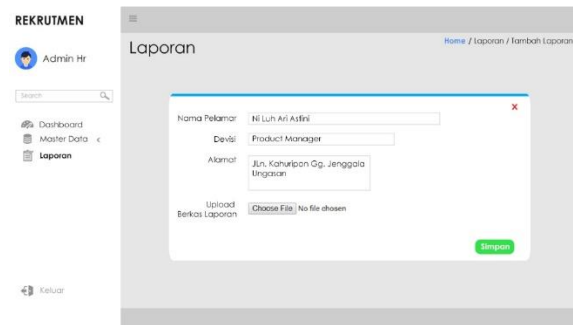 REKRUTMEN
Admin Hr
Search
Dashboard
Master Data <
Laporan
Keluar
Laporan
Home / Laporan / Tambah Laporan
x
Nama Pelamar Ni Luh Ari Astini
Devisi Product Manager
Alamat JLn. Kahuripan Gg. Jenggala
Ungasan
Upload
Berkas Laporan Choose File No file chosen
Simpan